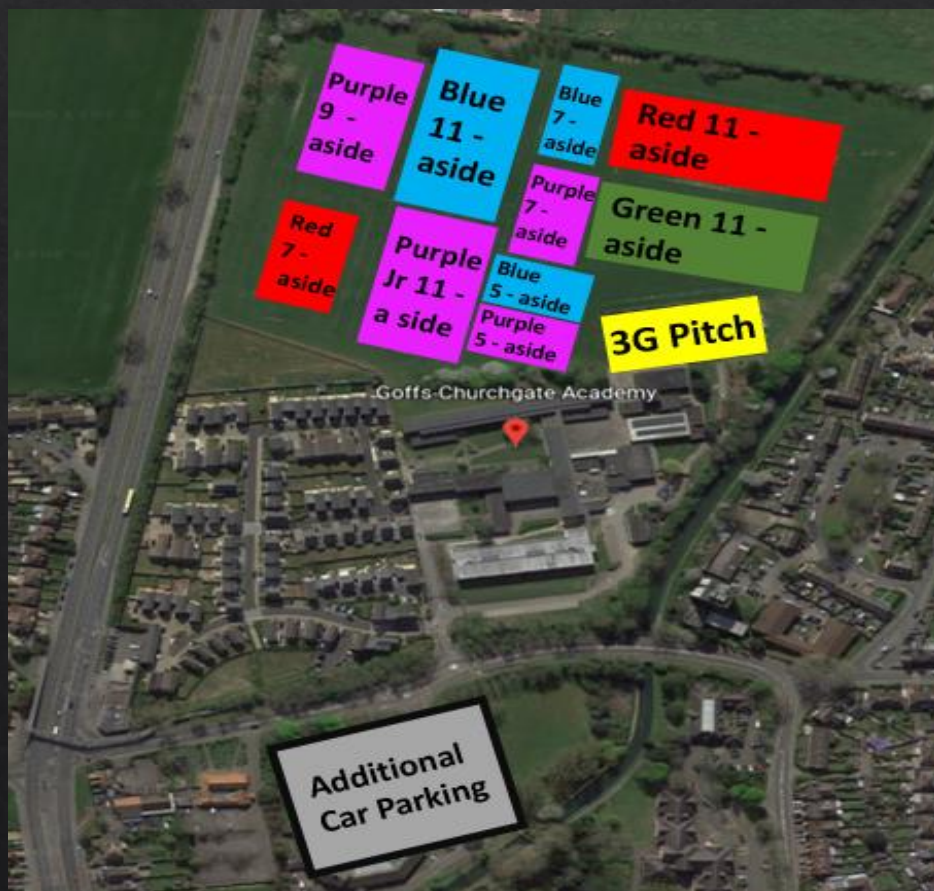 Purple
9 -
aside
Blue
11 -
aside
Blue
7 -
aside
Red 11 -
aside
Purple
7 -
aside
Green 11 -
aside
Red
7 -
aside
Purple
Jr 11 -
a side
Blue
5 - aside
Purple
5 - aside
3G Pitch
Goffs-Churchgate Academy
Additional
Car Parking